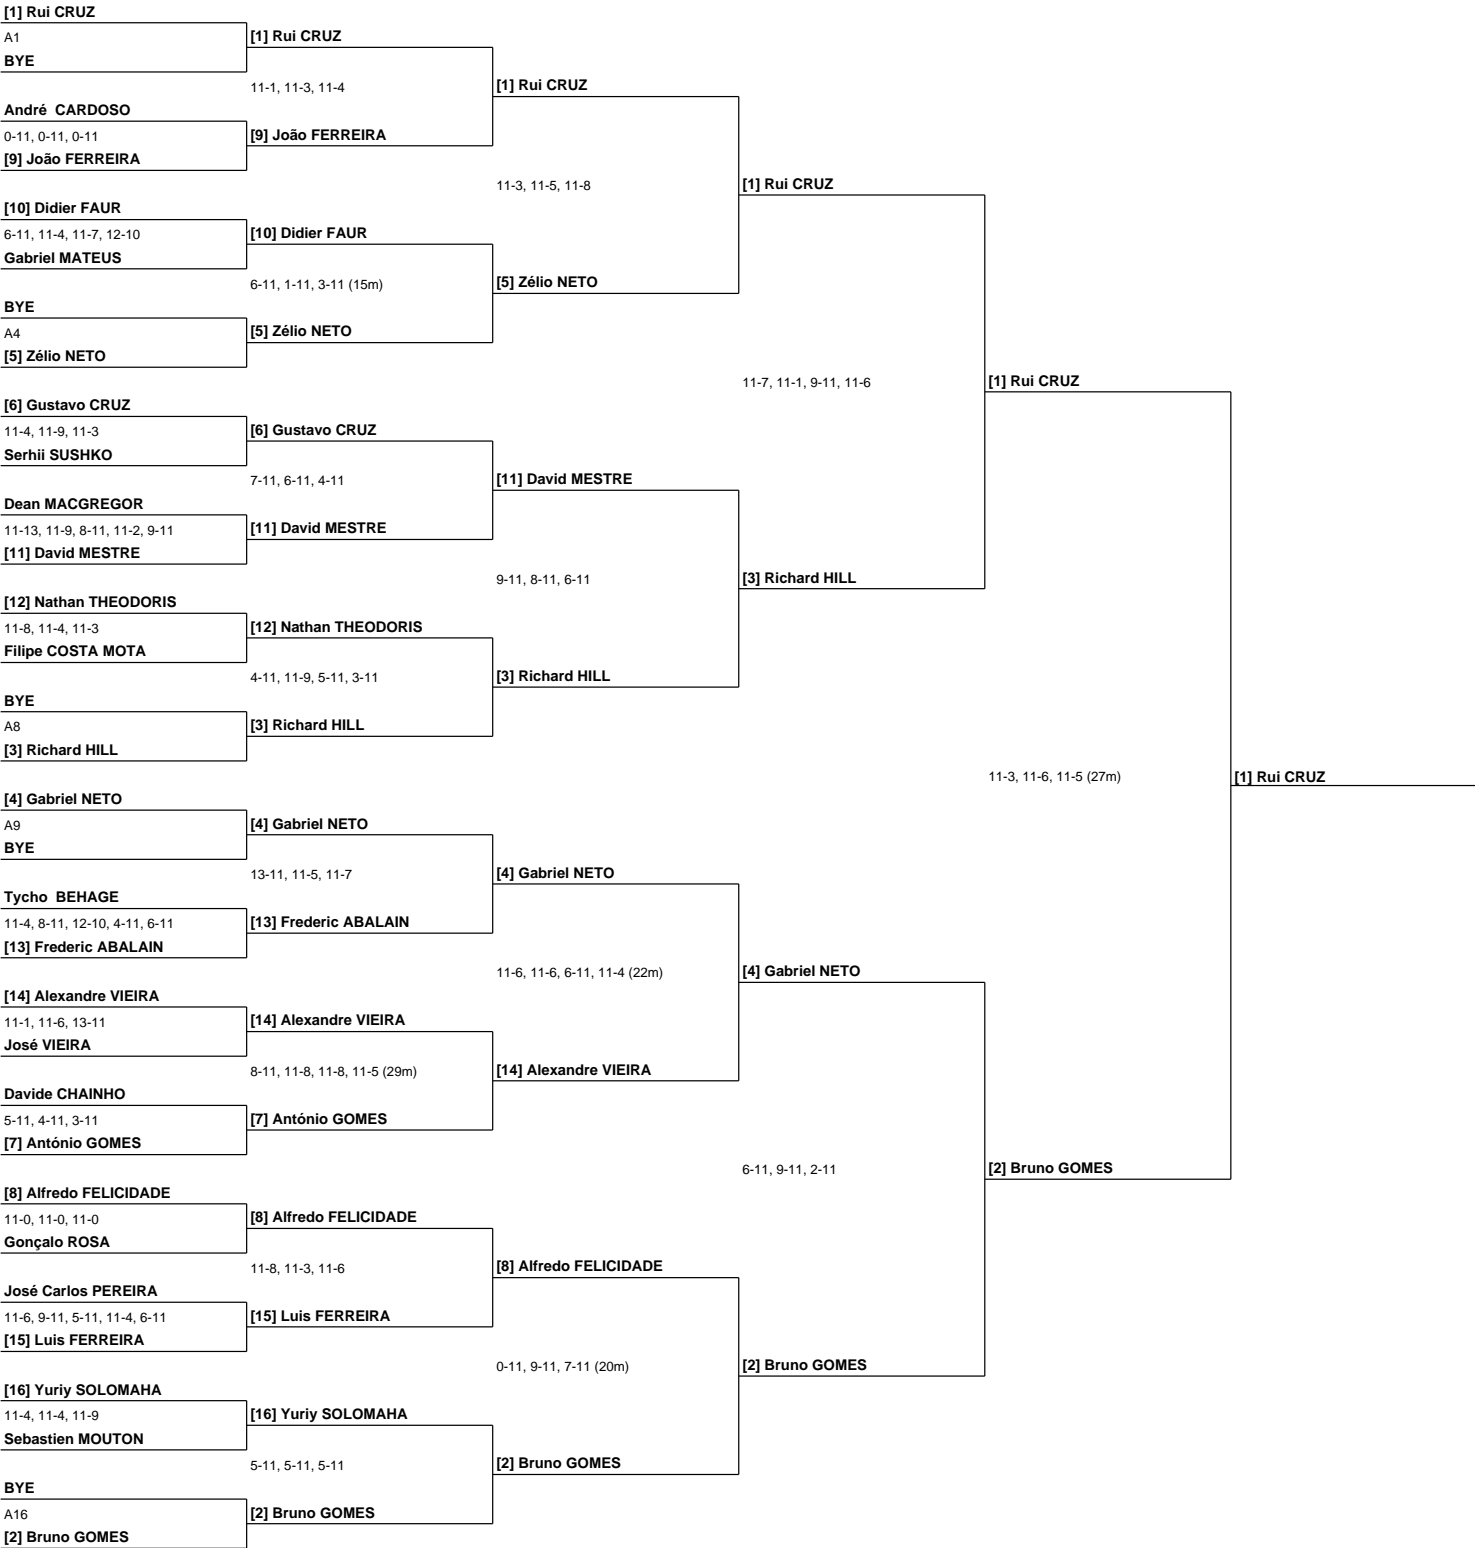 [1] Rui CRUZ
A1
BYE
André  CARDOSO
0-11, 0-11, 0-11
[9] João FERREIRA
[10] Didier FAUR
6-11, 11-4, 11-7, 12-10
Gabriel MATEUS
BYE
A4
[5] Zélio NETO
[6] Gustavo CRUZ
11-4, 11-9, 11-3
Serhii SUSHKO
Dean MACGREGOR
11-13, 11-9, 8-11, 11-2, 9-11
[11] David MESTRE
[12] Nathan THEODORIS
11-8, 11-4, 11-3
Filipe COSTA MOTA
BYE
A8
[3] Richard HILL
[4] Gabriel NETO
A9
BYE
Tycho  BEHAGE
11-4, 8-11, 12-10, 4-11, 6-11
[13] Frederic ABALAIN
[14] Alexandre VIEIRA
11-1, 11-6, 13-11
José VIEIRA
Davide CHAINHO
5-11, 4-11, 3-11
[7] António GOMES
[8] Alfredo FELICIDADE
11-0, 11-0, 11-0
Gonçalo ROSA
José Carlos PEREIRA
11-6, 9-11, 5-11, 11-4, 6-11
[15] Luis FERREIRA
[16] Yuriy SOLOMAHA
11-4, 11-4, 11-9
Sebastien MOUTON
BYE
A16
[2] Bruno GOMES
[1] Rui CRUZ
11-1, 11-3, 11-4
[9] João FERREIRA
[10] Didier FAUR
6-11, 1-11, 3-11 (15m)
[5] Zélio NETO
[6] Gustavo CRUZ
7-11, 6-11, 4-11
[11] David MESTRE
[12] Nathan THEODORIS
4-11, 11-9, 5-11, 3-11
[3] Richard HILL
[4] Gabriel NETO
13-11, 11-5, 11-7
[13] Frederic ABALAIN
[14] Alexandre VIEIRA
8-11, 11-8, 11-8, 11-5 (29m)
[7] António GOMES
[8] Alfredo FELICIDADE
11-8, 11-3, 11-6
[15] Luis FERREIRA
[16] Yuriy SOLOMAHA
5-11, 5-11, 5-11
[2] Bruno GOMES
[1] Rui CRUZ
11-3, 11-5, 11-8
[5] Zélio NETO
[11] David MESTRE
9-11, 8-11, 6-11
[3] Richard HILL
[4] Gabriel NETO
11-6, 11-6, 6-11, 11-4 (22m)
[14] Alexandre VIEIRA
[8] Alfredo FELICIDADE
0-11, 9-11, 7-11 (20m)
[2] Bruno GOMES
[1] Rui CRUZ
11-7, 11-1, 9-11, 11-6
[3] Richard HILL
[4] Gabriel NETO
6-11, 9-11, 2-11
[2] Bruno GOMES
[1] Rui CRUZ
11-3, 11-6, 11-5 (27m)
[2] Bruno GOMES
[1] Rui CRUZ